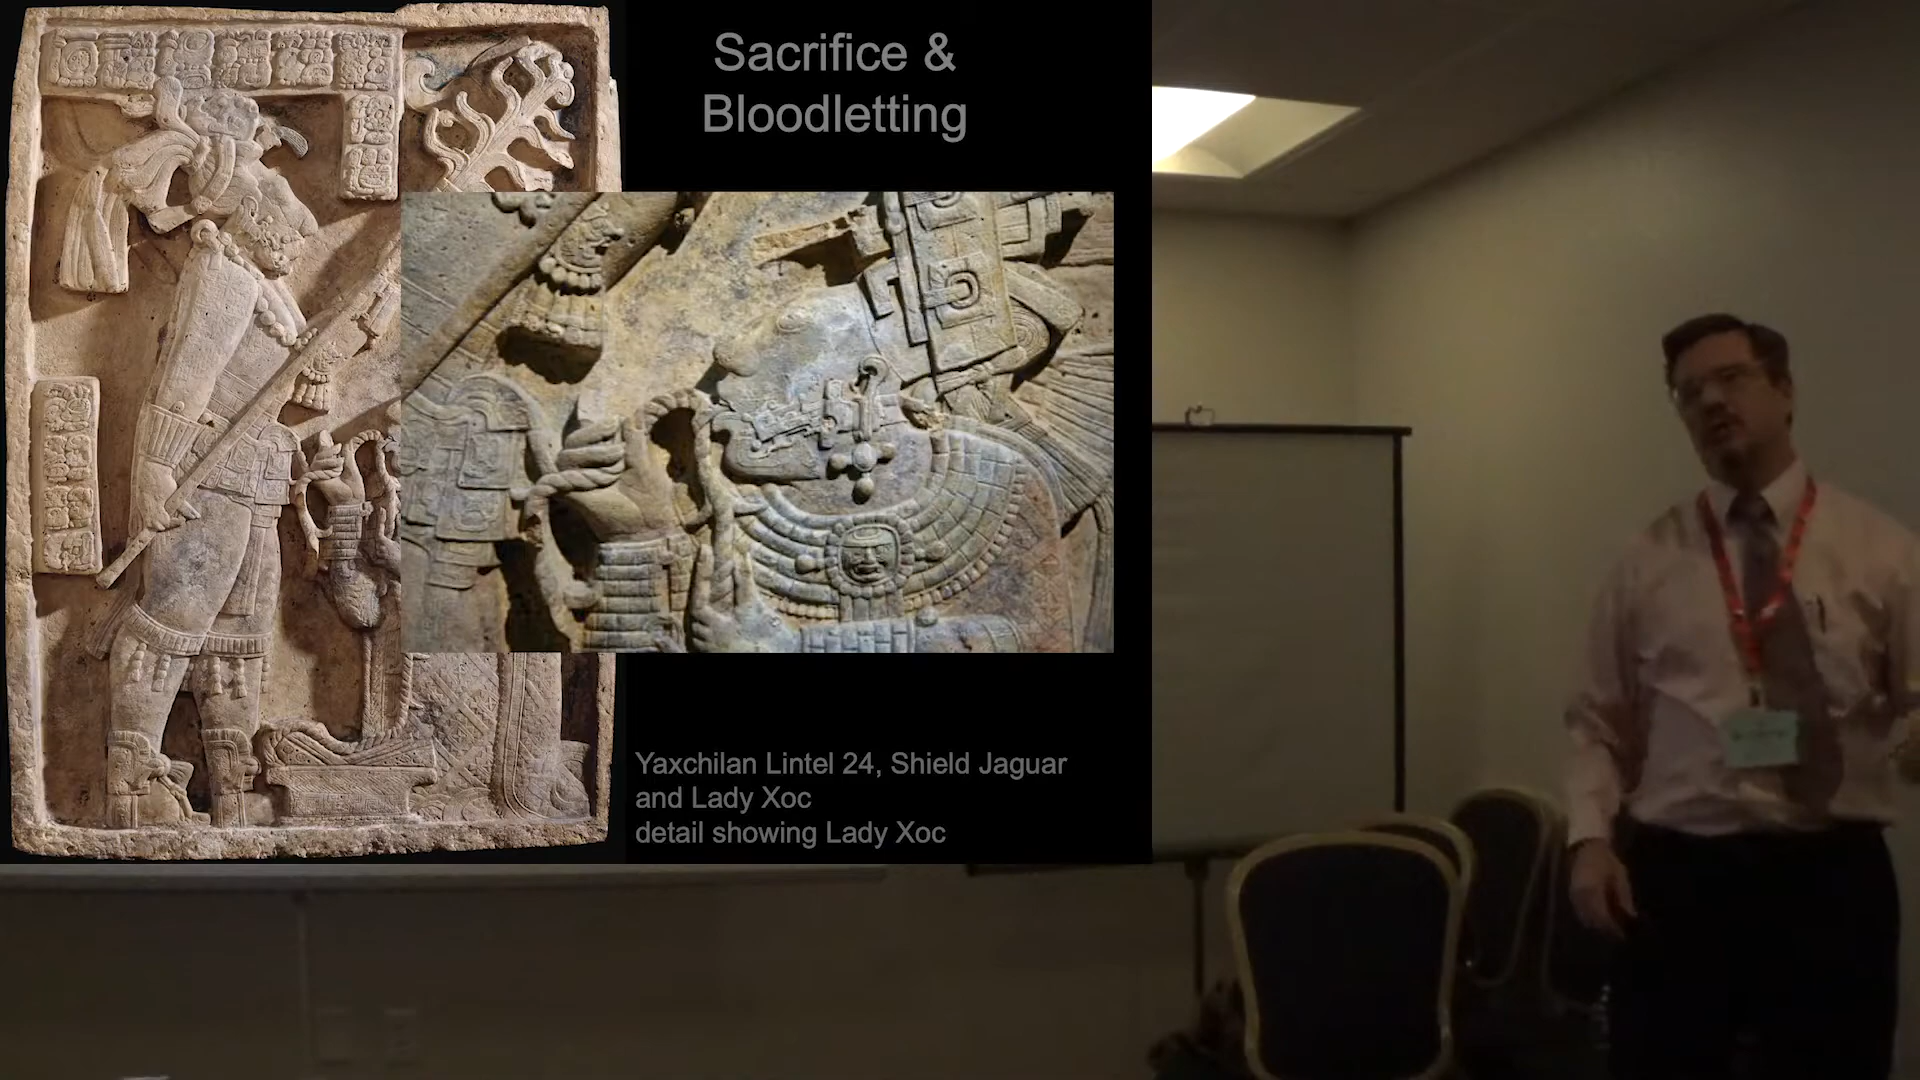 Sacrifice &
Bloodletting
Yaxchilan Lintel 24, Shield Jaguar
and Lady Xoc
detail showing Lady Xoc